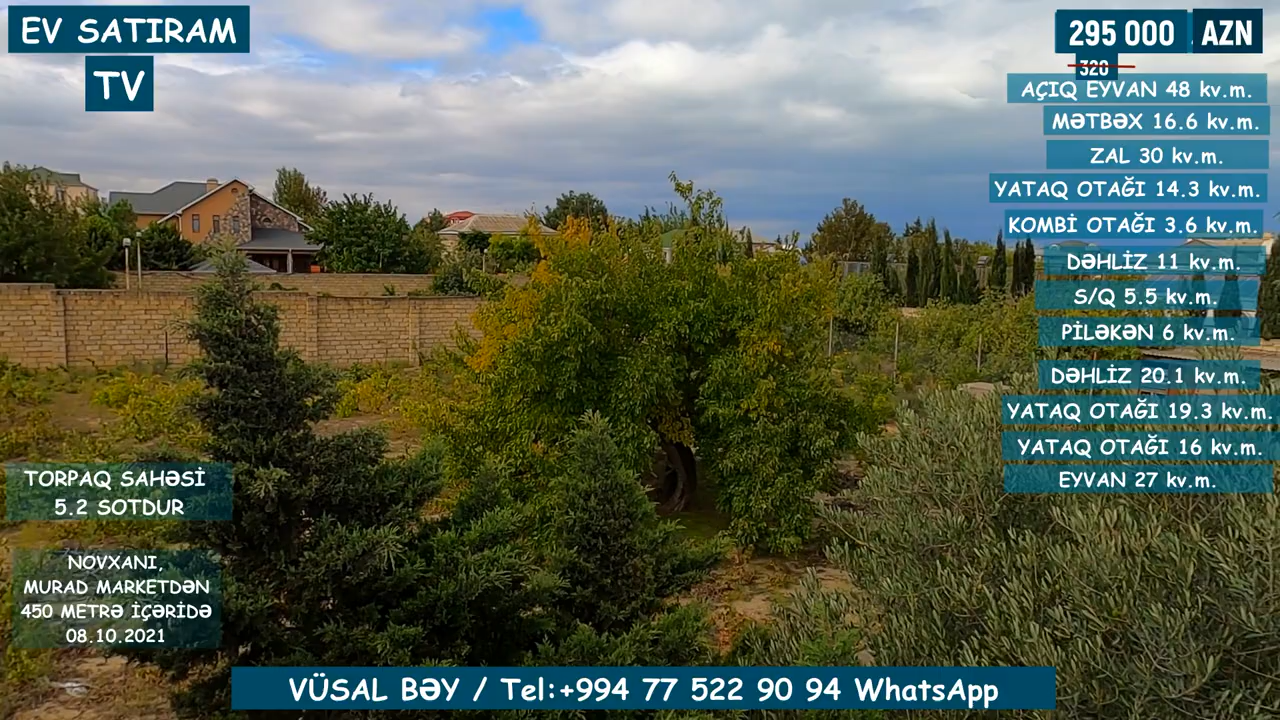 EV SATIRAM
TV
295 000 AZN
320
AÇIQ EYVAN 48 kv.m.
MƏTBƏX 16.6 kv.m.
ZAL 30 kv.m.
YATAQ OTAĞI 14.3 kv.m.
KOMBİ OTAĞI 3.6 kv.m.
DƏHLİZ 11 kv.m.
S/Q 5.5 kv.m.
PİLƏKƏN 6 kv.m.
DƏHLİZ 20.1 kv.m.
YATAQ OTAĞI 19.3 kv.m.
YATAQ OTAĞI 16 kv.m.
EYVAN 27 kv.m.
TORPAQ SAHƏSİ
5.2 SOTDUR
NOVXANI,
MURAD MARKETDƏN
450 METRƏ İÇƏRİDƏ
08.10.2021
VÜSAL BƏY / Tel:+994 77 522 90 94 WhatsApp